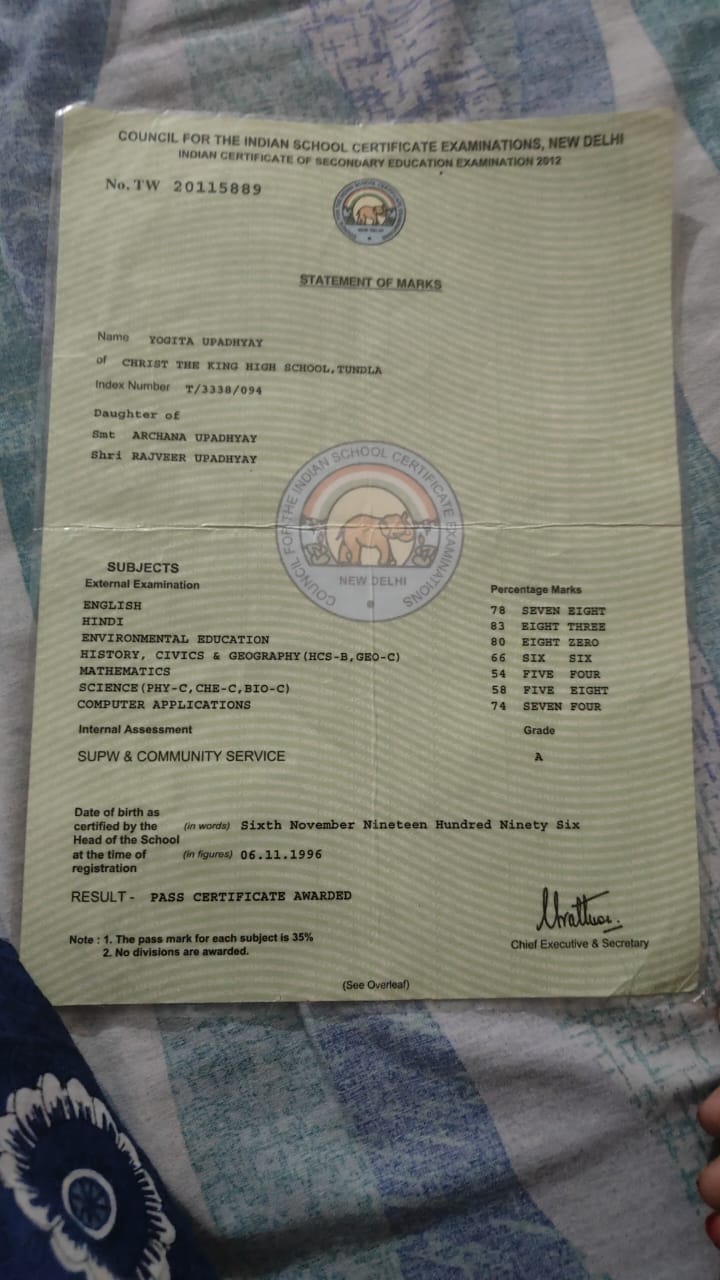 COUNCIL FOR THE INDIAN SCHOOL CERTIFICATE EXAMINATIONS, NEW DELHI
INDIAN CERTIFICATE OF SECONDARY EDUCATION EXAMINATION 2012
No. TW 20115889
NEW DELHI
STATEMENT OF MARKS
Name YOGITA UPADHYAY
of CHRIST THE KING HIGH SCHOOL,TUNDLA
Index Number T/3338/094
Daughter of
Smt ARCHANA UPADHYAY
Shri RAJVEER UPADHYAY
COUNCIL FOR THE INDIAN SCHOOL CERTIFICATE EXAMINATIONS
NEW DELHI
SUBJECTS
External Examination Percentage Marks
ENGLISH 78 SEVEN EIGHT
HINDI 83 EIGHT THREE
ENVIRONMENTAL EDUCATION 80 EIGHT ZERO
HISTORY, CIVICS & GEOGRAPHY(HCS-B,GEO-C) 66 SIX SIX
MATHEMATICS 54 FIVE FOUR
SCIENCE(PHY-C,CHE-C,BIO-C) 58 FIVE EIGHT
COMPUTER APPLICATIONS 74 SEVEN FOUR
Internal Assessment Grade
SUPW & COMMUNITY SERVICE A
Date of birth as
certified by the (in words) Sixth November Nineteen Hundred Ninety Six
Head of the School
at the time of (in figures) 06.11.1996
registration
RESULT - PASS CERTIFICATE AWARDED
Note : 1. The pass mark for each subject is 35%
2. No divisions are awarded.
Chief Executive & Secretary
(See Overleaf)